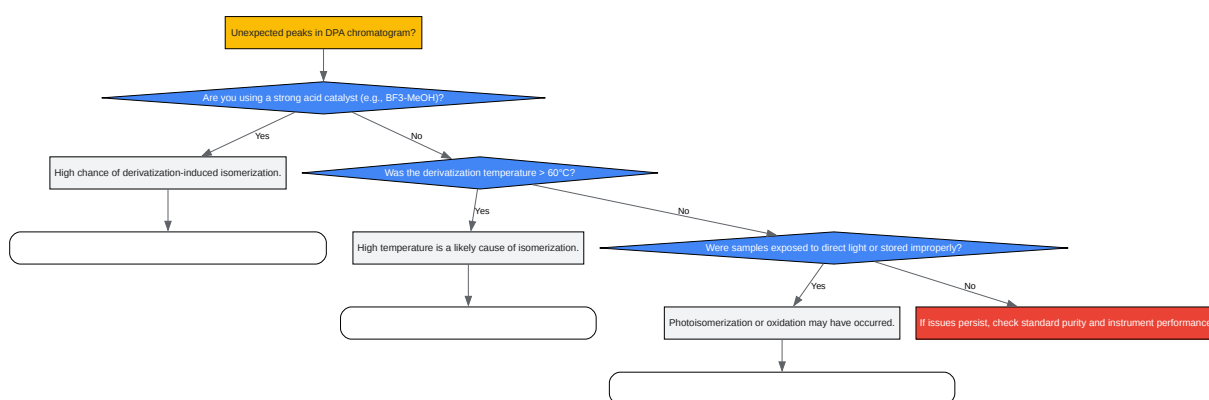 Unexpected peaks in DPA chromatogram?
Are you using a strong acid catalyst (e.g., BF3-MeOH)?
Yes
No
High chance of derivatization-induced isomerization.
Was the derivatization temperature > 60°C?
Yes
No
High temperature is a likely cause of isomerization.
Were samples exposed to direct light or stored improperly?
Yes
No
Photoisomerization or oxidation may have occurred.
If issues persist, check standard purity and instrument performance